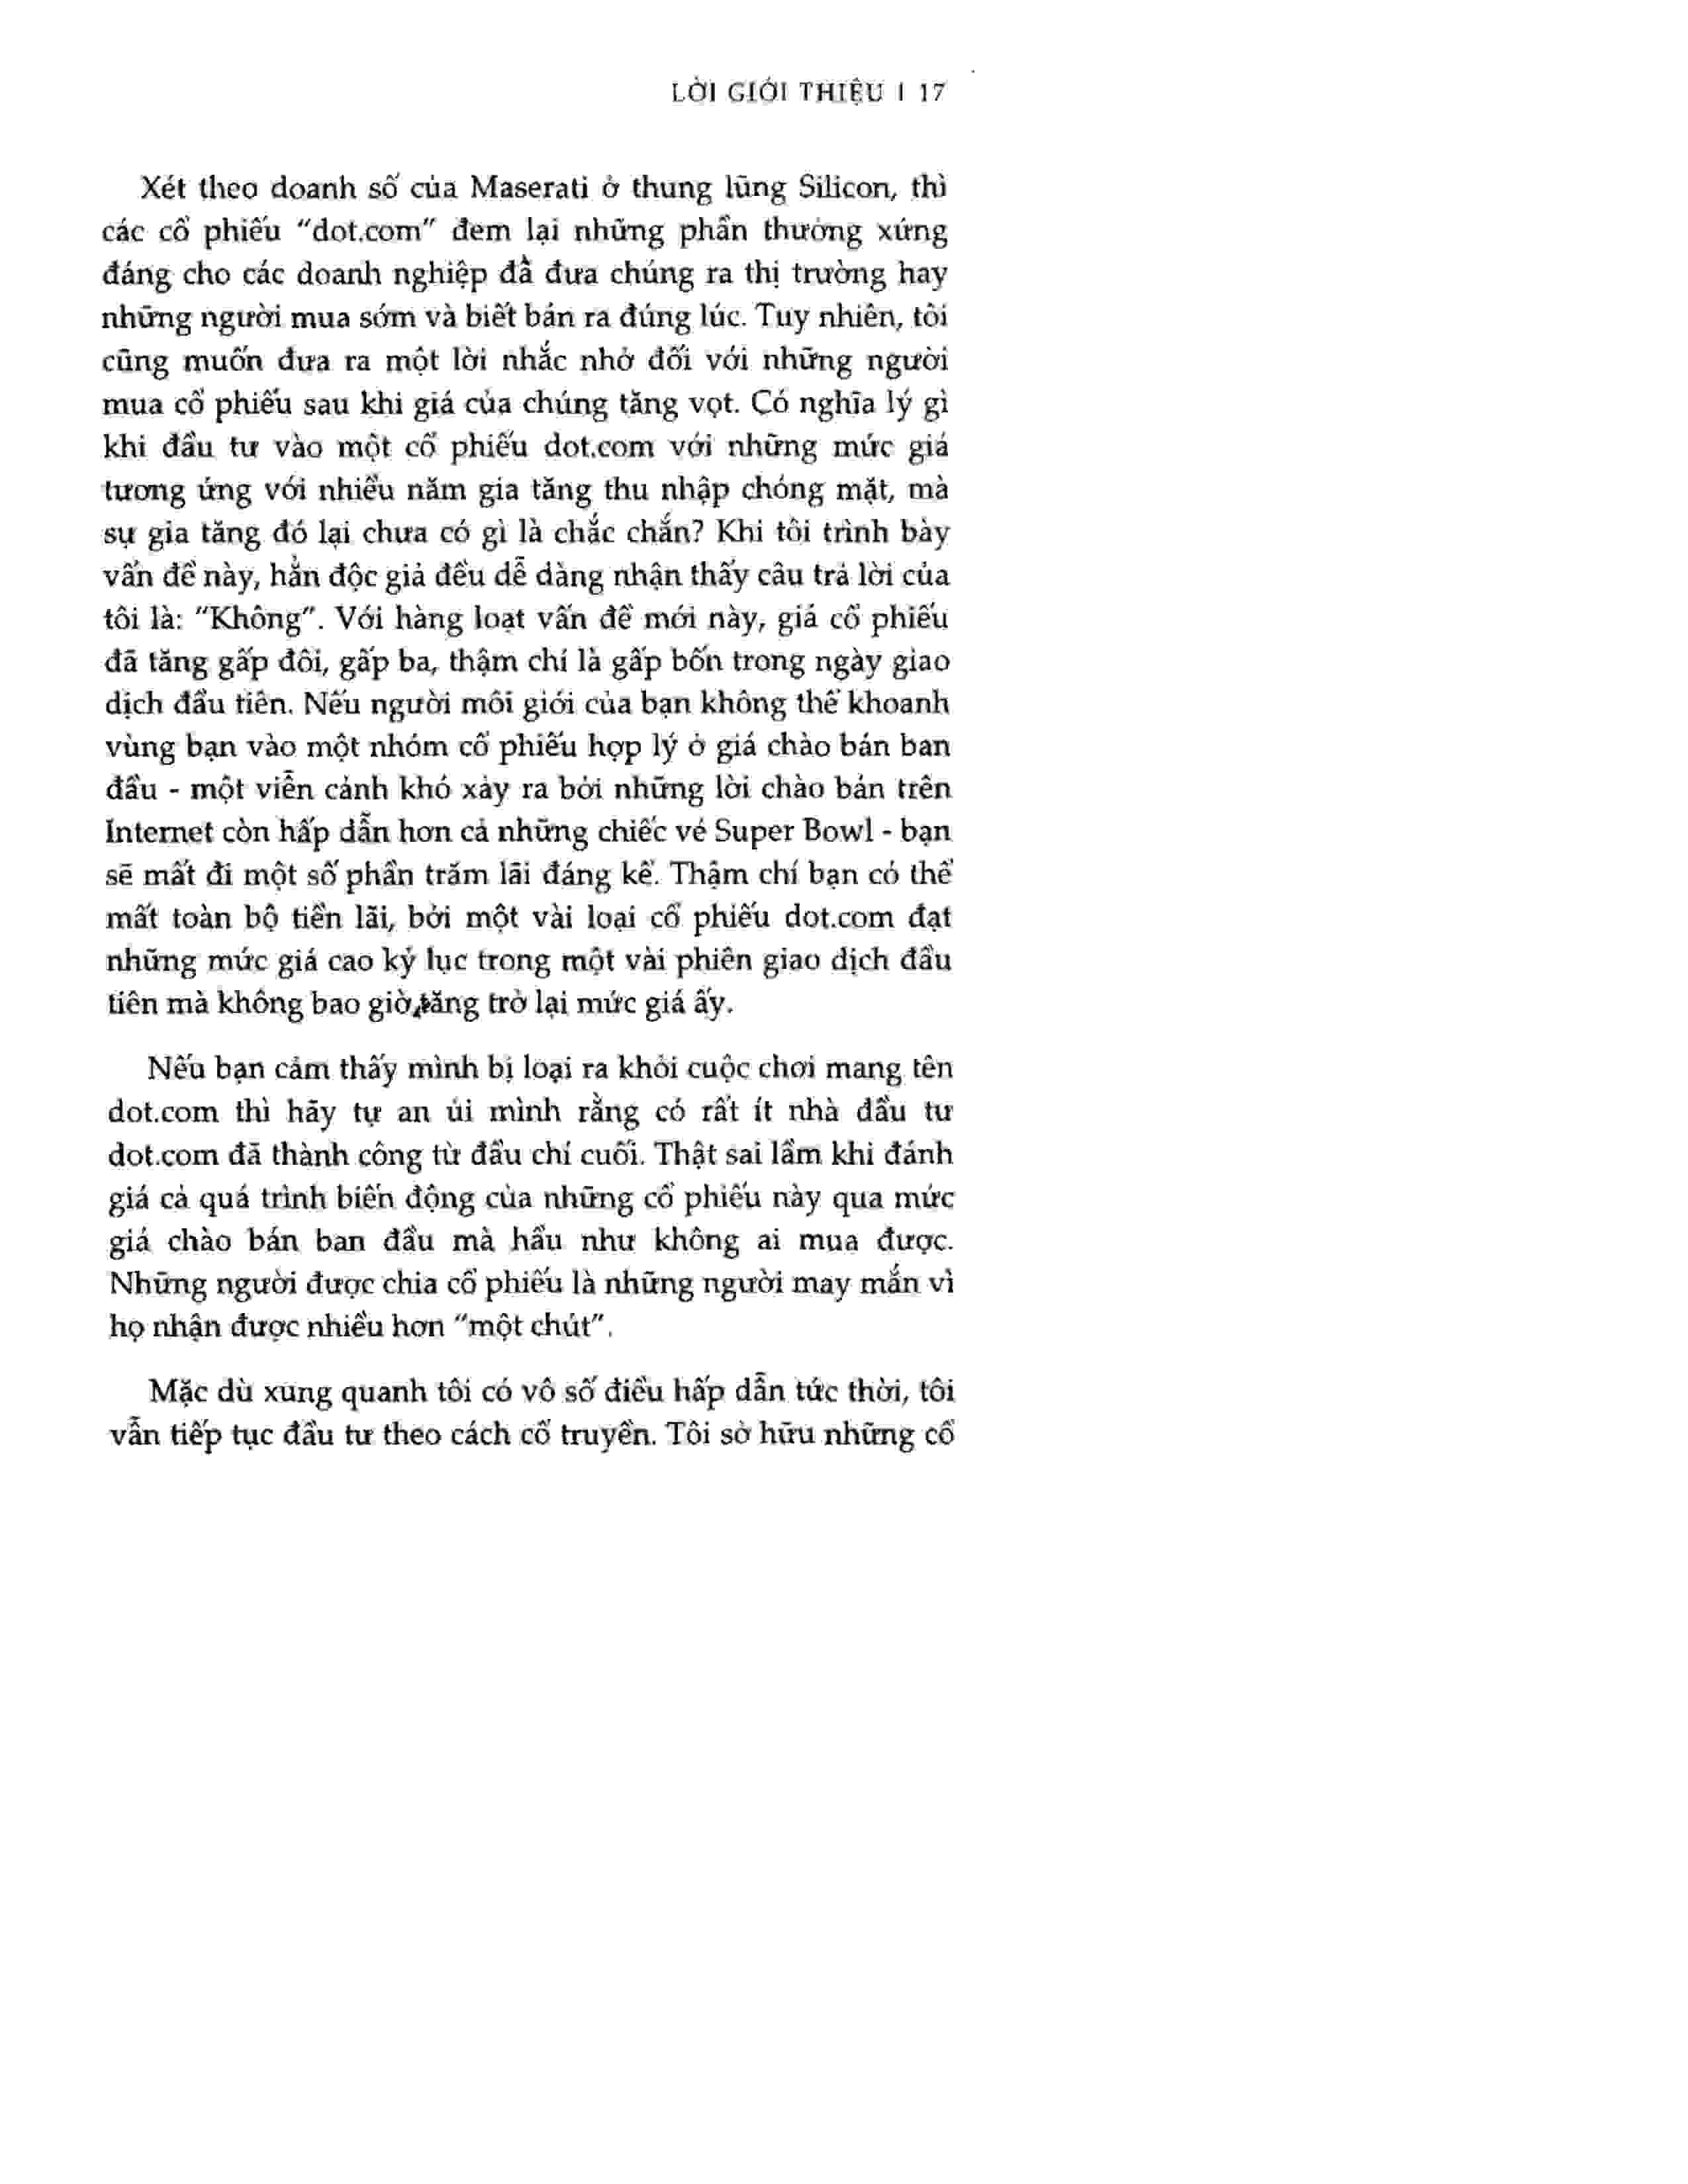 LỜI GIỚI THIỆU | 17
Xét theo doanh số của Maserati ở thung lũng Silicon, thì
các cổ phiếu “dot.com” đem lại những phần thưởng xứng
đáng cho các doanh nghiệp đã đưa chúng ra thị trường hay
những người mua sớm và biết bán ra đúng lúc. Tuy nhiên, tôi
cũng muốn đưa ra một lời nhắc nhở đối với những người
mua cổ phiếu sau khi giá của chúng tăng vọt. Có nghĩa lý gì
khi đầu tư vào một cổ phiếu dot.com với những mức giá
tương ứng với nhiều năm gia tăng thu nhập chóng mặt, mà
sự gia tăng đó lại chưa có gì là chắc chắn? Khi tôi trình bày
vấn đề này, hẳn độc giả đều dễ dàng nhận thấy câu trả lời của
tôi là: “Không”. Với hàng loạt vấn đề mới này, giá cổ phiếu
đã tăng gấp đôi, gấp ba, thậm chí là gấp bốn trong ngày giao
dịch đầu tiên. Nếu người môi giới của bạn không thể khoanh
vùng bạn vào một nhóm cổ phiếu hợp lý ở giá chào bán ban
đầu - một viễn cảnh khó xảy ra bởi những lời chào bán trên
Internet còn hấp dẫn hơn cả những chiếc vé Super Bowl - bạn
sẽ mất đi một số phần trăm lãi đáng kể. Thậm chí bạn có thể
mất toàn bộ tiền lãi, bởi một vài loại cổ phiếu dot.com đạt
những mức giá cao kỷ lục trong một vài phiên giao dịch đầu
tiên mà không bao giờ tăng trở lại mức giá ấy.
Nếu bạn cảm thấy mình bị loại ra khỏi cuộc chơi mang tên
dot.com thì hãy tự an ủi mình rằng có rất ít nhà đầu tư
dot.com đã thành công từ đầu chí cuối. Thật sai lầm khi đánh
giá cả quá trình biến động của những cổ phiếu này qua mức
giá chào bán ban đầu mà hầu như không ai mua được.
Những người được chia cổ phiếu là những người may mắn vì
họ nhận được nhiều hơn “một chút”.
Mặc dù xung quanh tôi có vô số điều hấp dẫn tức thời, tôi
vẫn tiếp tục đầu tư theo cách cổ truyền. Tôi sở hữu những cổ